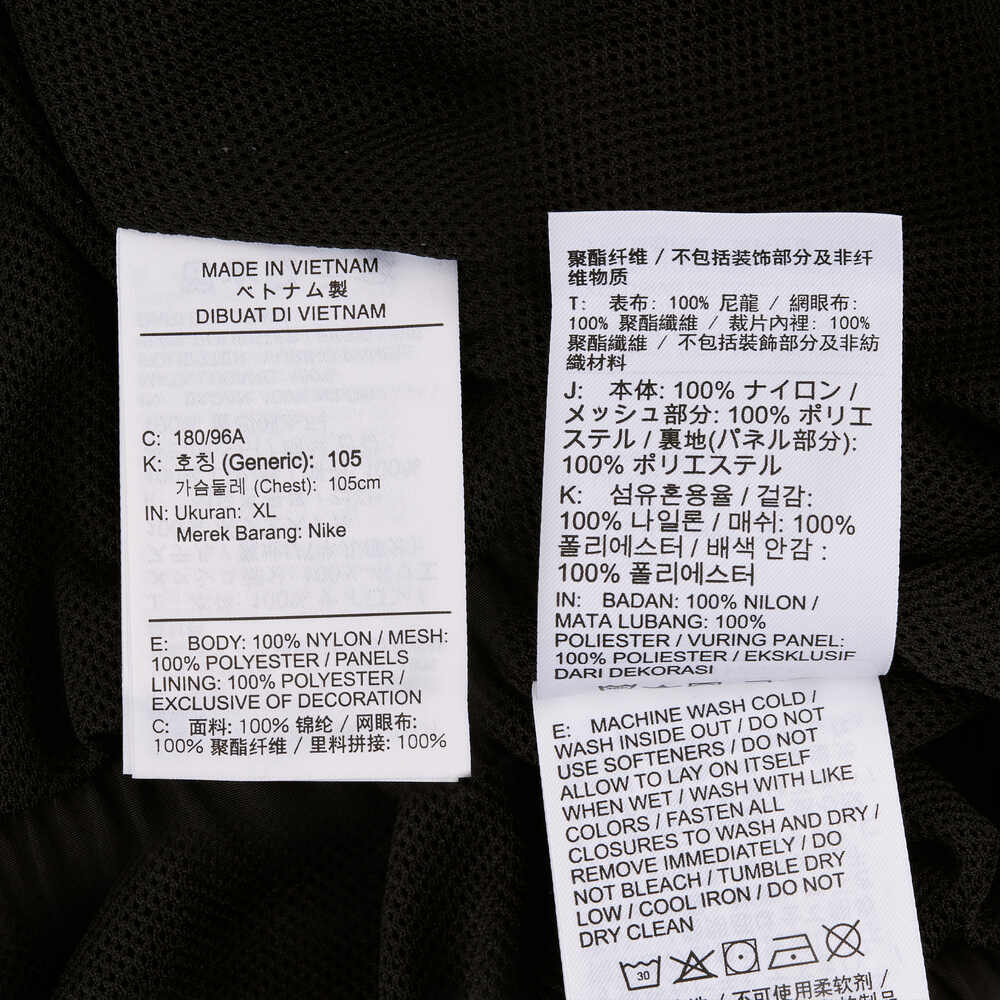 MADE IN VIETNAM
ベトナム製
DIBUAT DI VIETNAM
C: 180/96A
K: 호칭 (Generic): 105
가슴둘레 (Chest): 105cm
IN: Ukuran: XL
Merek Barang: Nike
E: BODY: 100% NYLON / MESH:
100% POLYESTER / PANELS
LINING: 100% POLYESTER /
EXCLUSIVE OF DECORATION
C: 面料: 100% 锦纶 / 网眼布:
100% 聚酯纤维 / 里料拼接: 100%
聚酯纤维 / 不包括装饰部分及非纤
维物质
T: 表布: 100% 尼龍 / 網眼布:
100% 聚酯纖維 / 裁片內裡: 100%
聚酯纖維 / 不包括裝飾部分及非紡
織材料
J: 本体: 100% ナイロン /
メッシュ部分: 100% ポリエ
ステル / 裏地(パネル部分):
100% ポリエステル
K: 섬유혼용율 / 겉감:
100% 나일론 / 매쉬: 100%
폴리에스터 / 배색 안감 :
100% 폴리에스터
IN: BADAN: 100% NILON /
MATA LUBANG: 100%
POLIESTER / VURING PANEL:
100% POLIESTER / EKSKLUSIF
DARI DEKORASI
E: MACHINE WASH COLD /
WASH INSIDE OUT / DO NOT
USE SOFTENERS / DO NOT
ALLOW TO LAY ON ITSELF
WHEN WET / WASH WITH LIKE
COLORS / FASTEN ALL
CLOSURES TO WASH AND DRY /
REMOVE IMMEDIATELY / DO
NOT BLEACH / TUMBLE DRY
LOW / COOL IRON / DO NOT
DRY CLEAN
30
/ 不可使用柔软剂 /